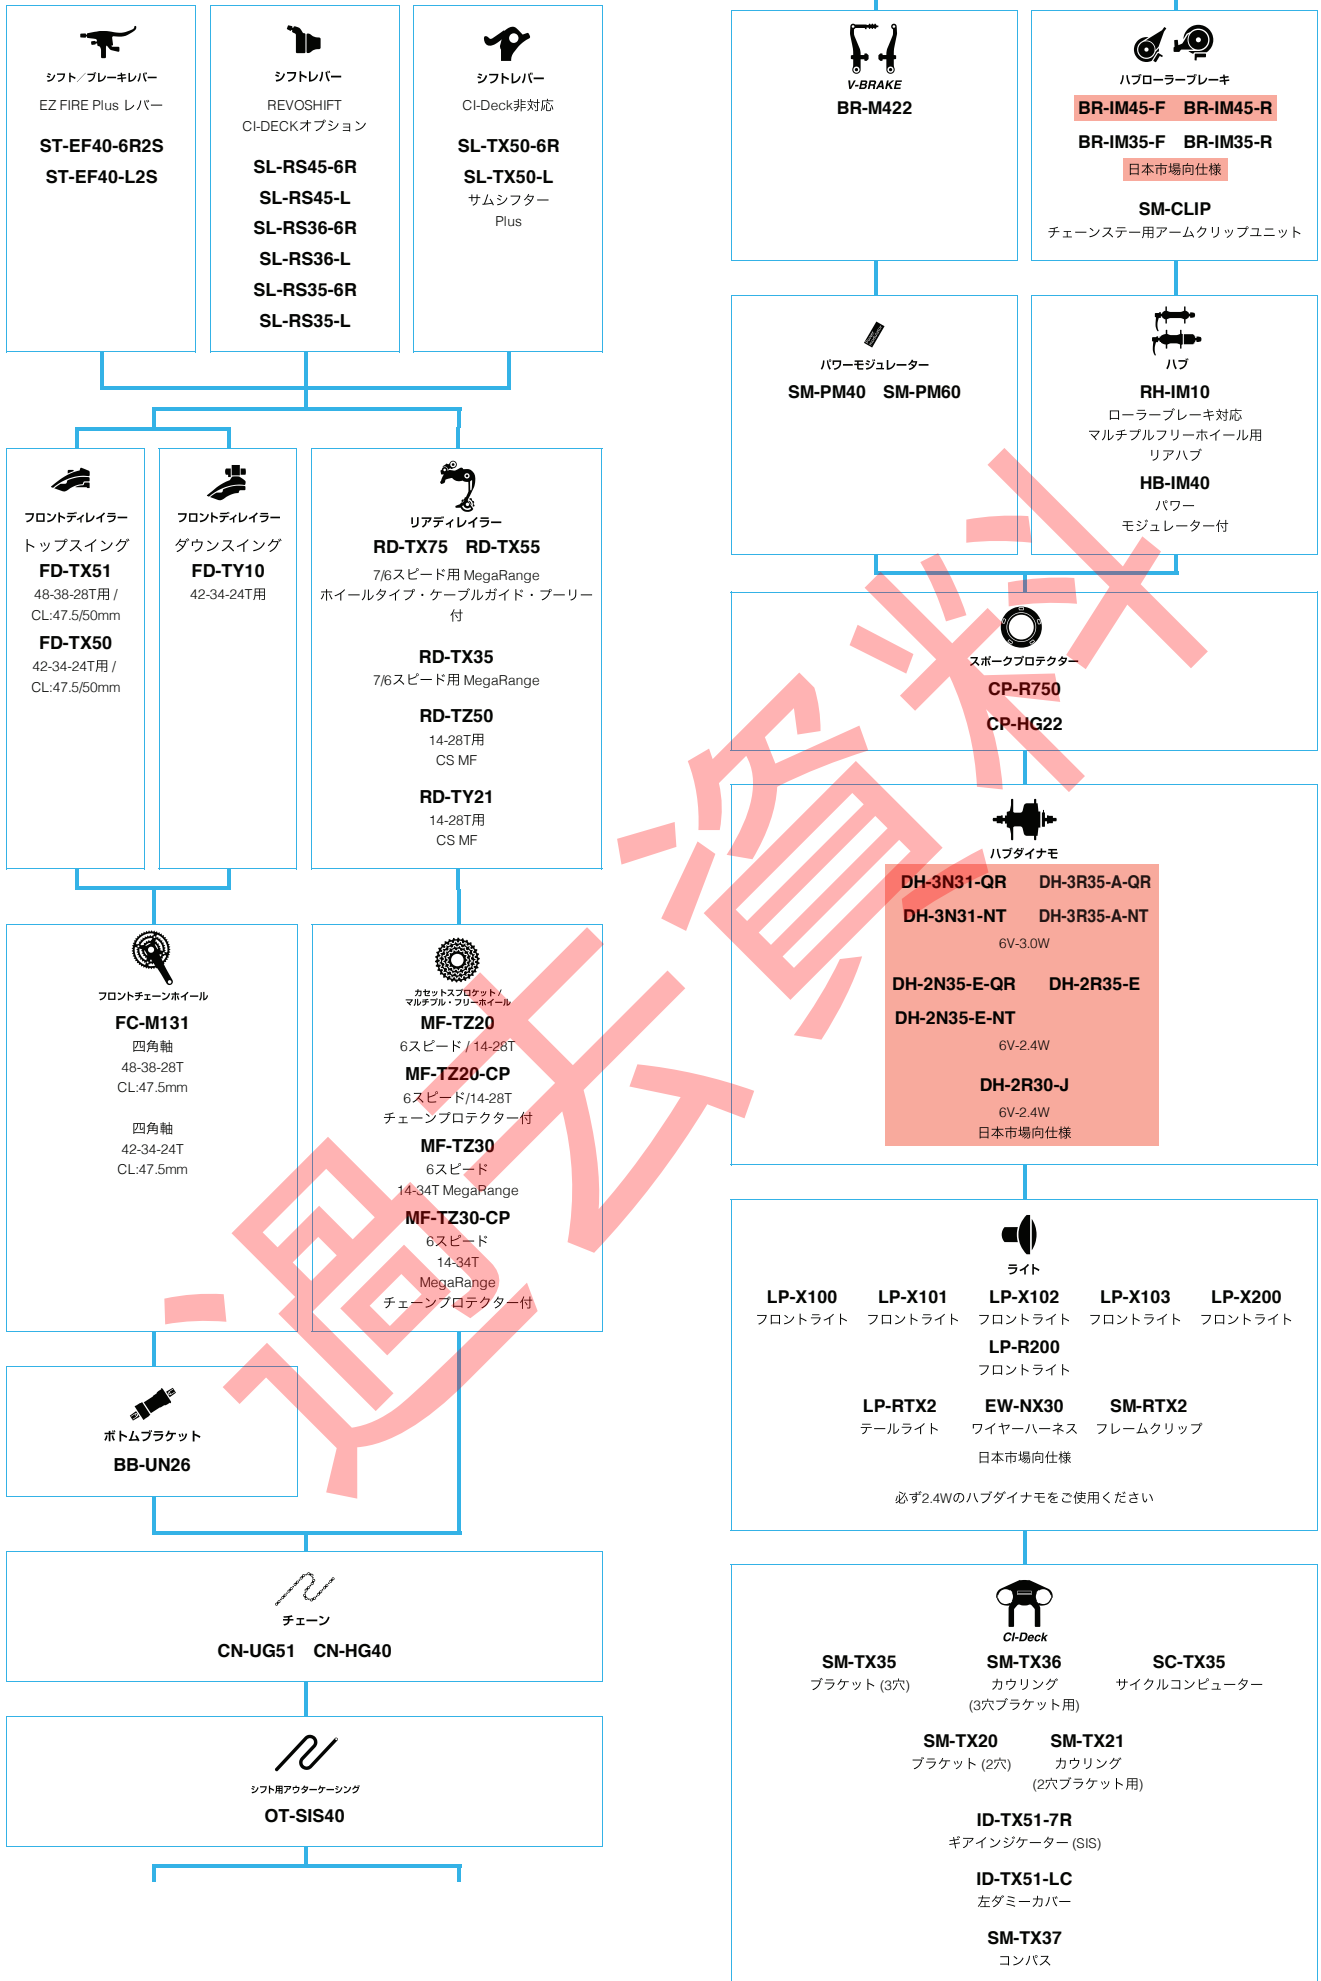 シフト／ブレーキレバー
EZ FIRE Plus レバー
ST-EF40-6R2S
ST-EF40-L2S
シフトレバー
REVOSHIFT
CI-DECKオプション
SL-RS45-6R
SL-RS45-L
SL-RS36-6R
SL-RS36-L
SL-RS35-6R
SL-RS35-L
シフトレバー
CI-Deck非対応
SL-TX50-6R
SL-TX50-L
サムシフター
Plus
フロントディレイラー
トップスイング
FD-TX51
48-38-28T用 /
CL:47.5/50mm
FD-TX50
42-34-24T用 /
CL:47.5/50mm
フロントディレイラー
ダウンスイング
FD-TY10
42-34-24T用
リアディレイラー
RD-TX75 RD-TX55
7/6スピード用 MegaRange
ホイールタイプ・ケーブルガイド・プーリー
付
RD-TX35
7/6スピード用 MegaRange
RD-TZ50
14-28T用
CS MF
RD-TY21
14-28T用
CS MF
フロントチェーンホイール
FC-M131
四角軸
48-38-28T
CL:47.5mm
四角軸
42-34-24T
CL:47.5mm
カセットスプロケット /
マルチプル・フリーホイール
MF-TZ20
6スピード / 14-28T
MF-TZ20-CP
6スピード/14-28T
チェーンプロテクター付
MF-TZ30
6スピード
14-34T MegaRange
MF-TZ30-CP
6スピード
14-34T
MegaRange
チェーンプロテクター付
ボトムブラケット
BB-UN26
チェーン
CN-UG51 CN-HG40
シフト用アウターケーシング
OT-SIS40
V-BRAKE
BR-M422
ハブローラーブレーキ
BR-IM45-F BR-IM45-R
BR-IM35-F BR-IM35-R
日本市場向仕様
SM-CLIP
チェーンステー用アームクリップユニット
パワーモジュレーター
SM-PM40 SM-PM60
ハブ
RH-IM10
ローラーブレーキ対応
マルチプルフリーホイール用
リアハブ
HB-IM40
パワー
モジュレーター付
スポークプロテクター
CP-R750
CP-HG22
ハブダイナモ
DH-3N31-QR DH-3R35-A-QR
DH-3N31-NT DH-3R35-A-NT
6V-3.0W
DH-2N35-E-QR DH-2R35-E
DH-2N35-E-NT
6V-2.4W
DH-2R30-J
6V-2.4W
日本市場向仕様
ライト
LP-X100 LP-X101 LP-X102 LP-X103 LP-X200
フロントライト フロントライト フロントライト フロントライト フロントライト
LP-R200
フロントライト
LP-RTX2 EW-NX30 SM-RTX2
テールライト ワイヤーハーネス フレームクリップ
日本市場向仕様
必ず2.4Wのハブダイナモをご使用ください
CI-Deck
SM-TX35 SM-TX36 SC-TX35
ブラケット (3穴) カウリング サイクルコンピューター
(3穴ブラケット用)
SM-TX20 SM-TX21
ブラケット (2穴) カウリング
(2穴ブラケット用)
ID-TX51-7R
ギアインジケーター (SIS)
ID-TX51-LC
左ダミーカバー
SM-TX37
コンパス
過去資料